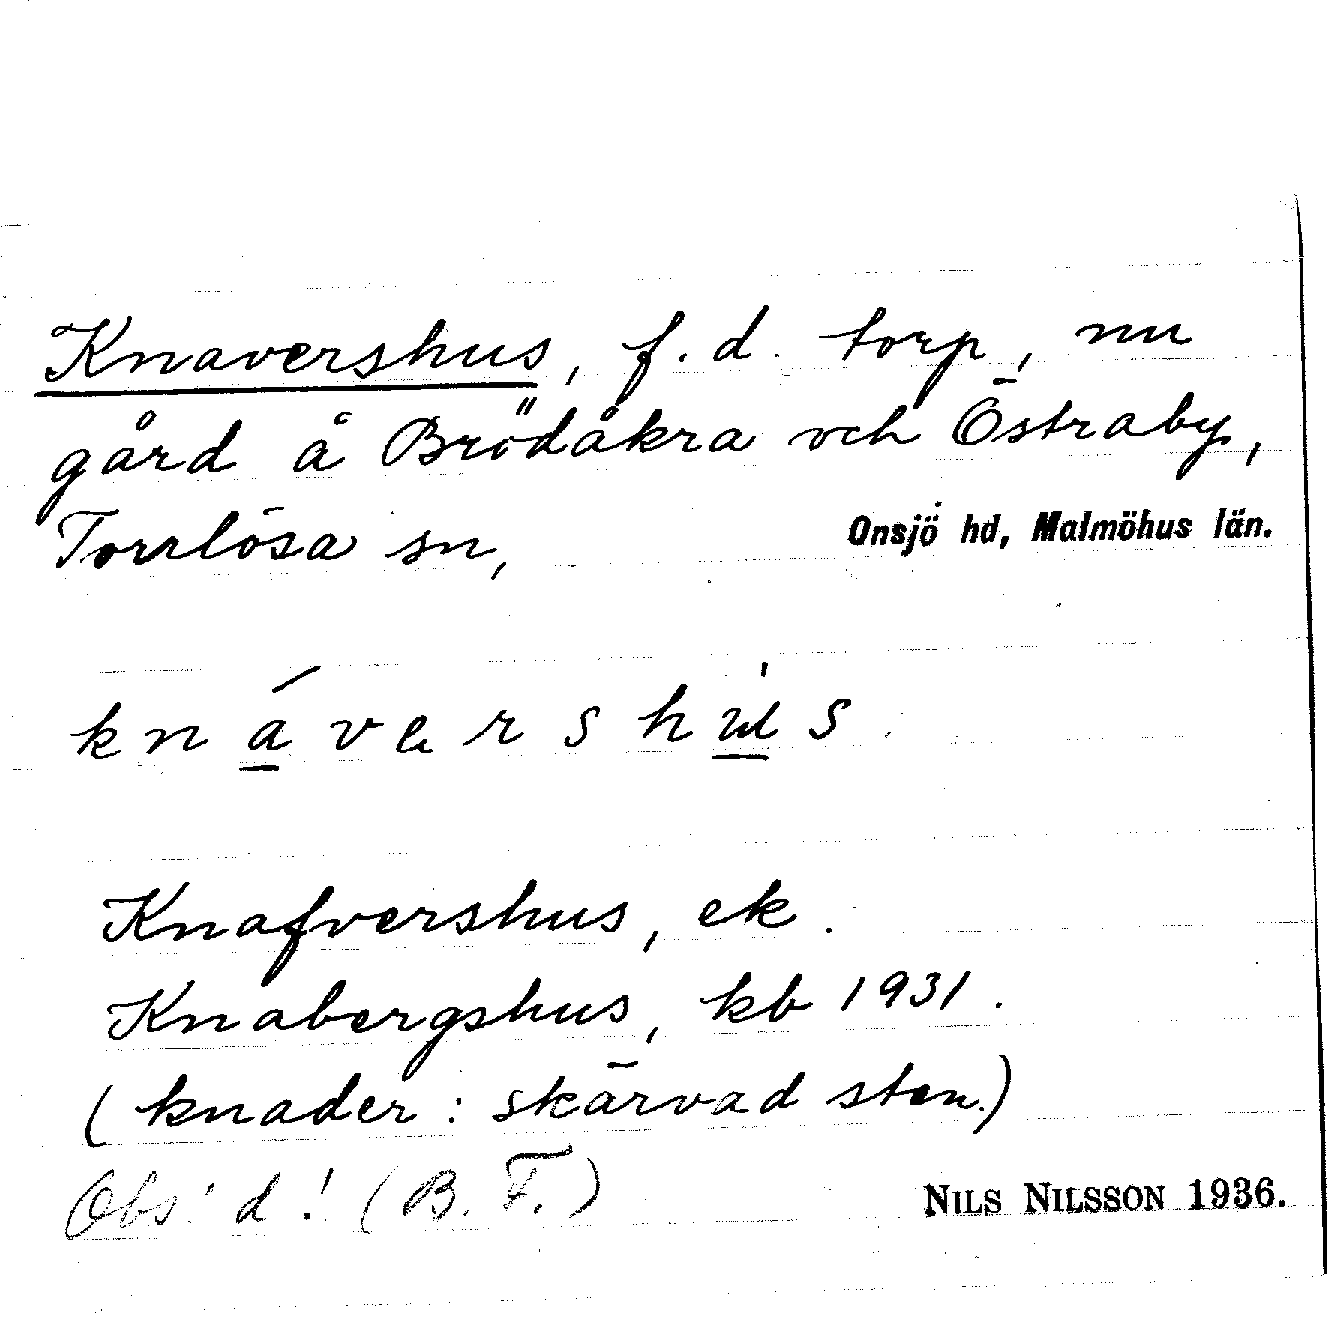 Knavershus, f.d. torp, nu
gård å Brödåkra och Östraby,
Torrlösa sn, Onsjö hd, Malmöhus län.
knávershu̇s
Knafvershus, ek.
Knabergshus, kb 1931.
(knader: skärvad sten.)
Obs! d! (B. F.)
NILS NILSSON 1936.